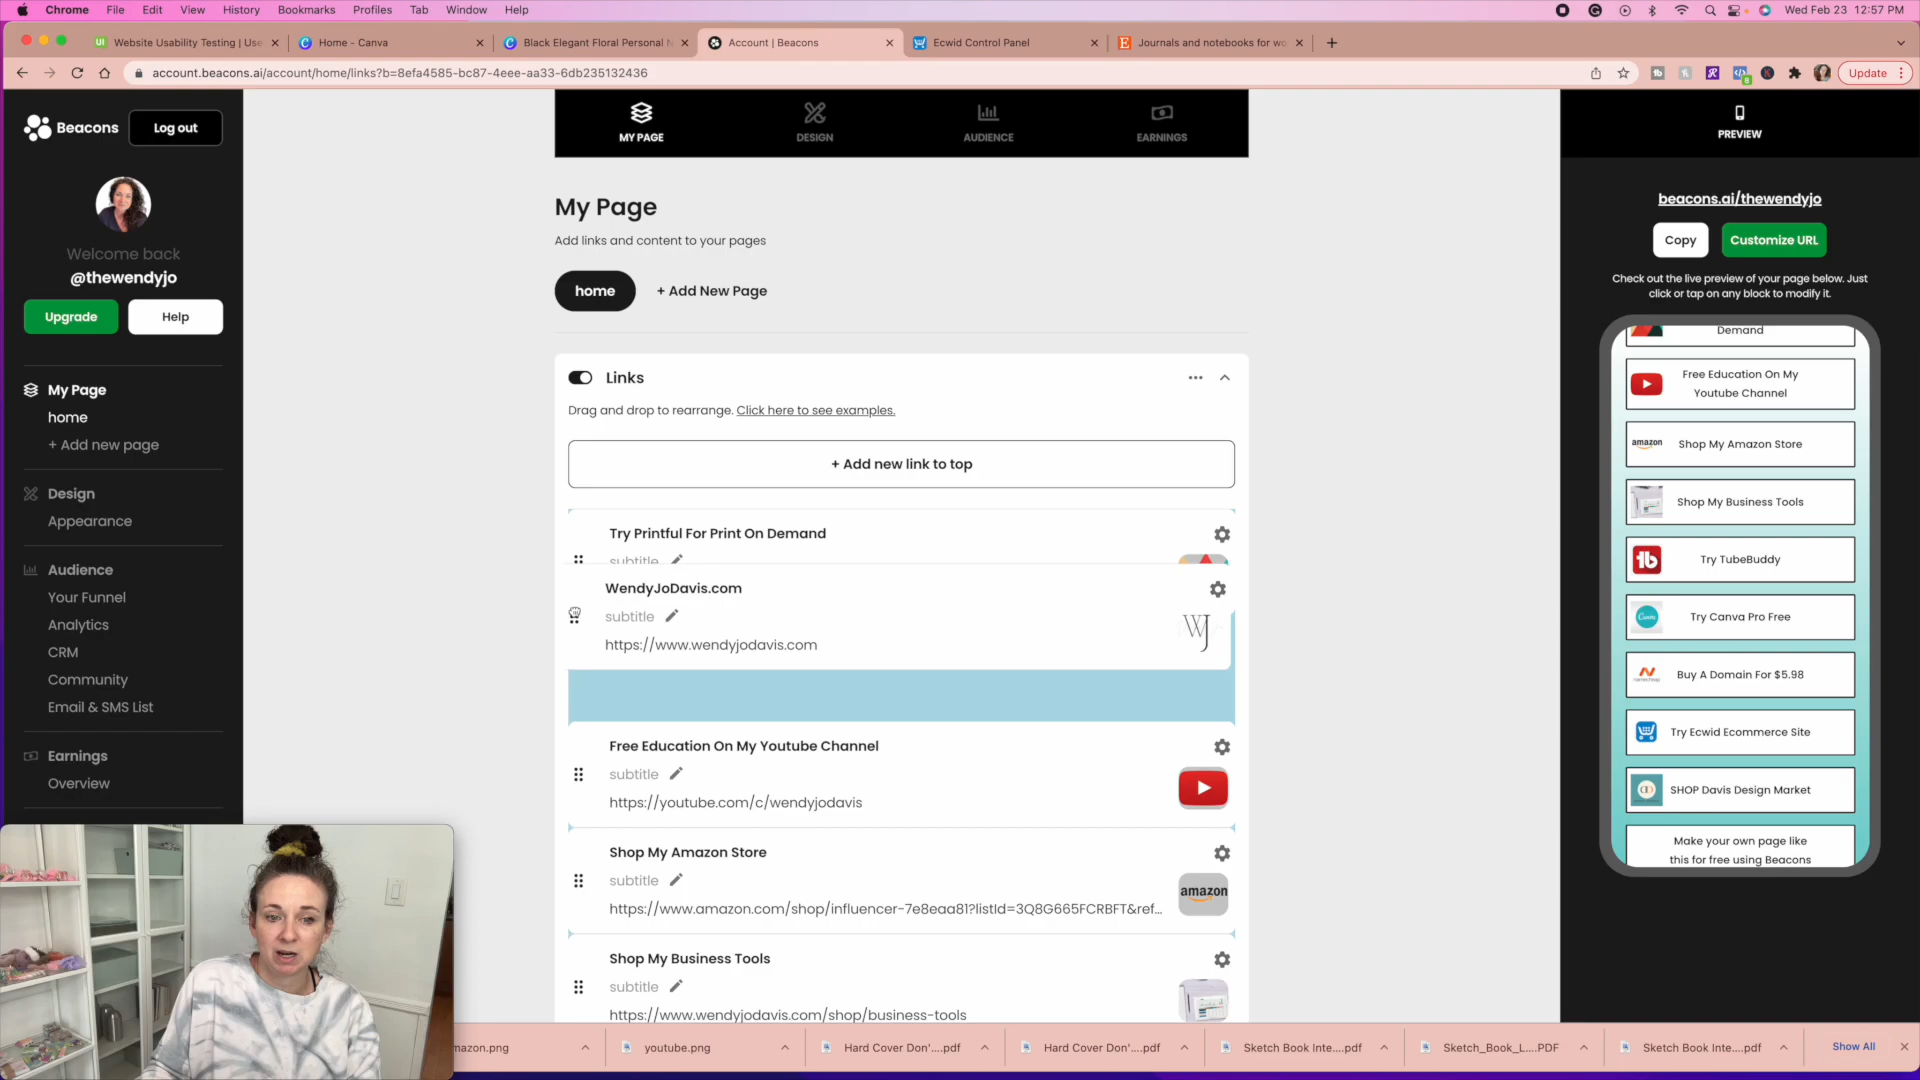 Chrome File Edit View History Bookmarks Profiles Tab Window Help
Wed Feb 23 12:57 PM
Website Usability Testing | Use
Home - Canva
Black Elegant Floral Personal N
Account | Beacons
Ecwid Control Panel
Journals and notebooks for wo
account.beacons.ai/account/home/links?b=8efa4585-bc87-4eee-aa33-6db235132436
Update
Beacons
Log out
Welcome back
@thewendyjo
Upgrade
Help
My Page
home
+ Add new page
Design
Appearance
Audience
Your Funnel
Analytics
CRM
Community
Email & SMS List
Earnings
Overview
MY PAGE
DESIGN
AUDIENCE
EARNINGS
My Page
Add links and content to your pages
home
+ Add New Page
Links
Drag and drop to rearrange. Click here to see examples.
+ Add new link to top
Try Printful For Print On Demand
subtitle
WendyJoDavis.com
subtitle
https://www.wendyjodavis.com
WJ
Free Education On My Youtube Channel
subtitle
https://youtube.com/c/wendyjodavis
Shop My Amazon Store
subtitle
https://www.amazon.com/shop/influencer-7e8eaa81?listId=3Q8G665FCRBFT&ref...
amazon
Shop My Business Tools
subtitle
https://www.wendyjodavis.com/shop/business-tools
PREVIEW
beacons.ai/thewendyjo
Copy
Customize URL
Check out the live preview of your page below. Just
click or tap on any block to modify it.
Demand
Free Education On My
Youtube Channel
amazon
Shop My Amazon Store
Shop My Business Tools
Try TubeBuddy
Try Canva Pro Free
Buy A Domain For $5.98
Try Ecwid Ecommerce Site
SHOP Davis Design Market
Make your own page like
this for free using Beacons
mazon.png
youtube.png
Hard Cover Don'....pdf
Hard Cover Don'....pdf
Sketch Book Inte....pdf
Sketch_Book_L....PDF
Sketch Book Inte....pdf
Show All